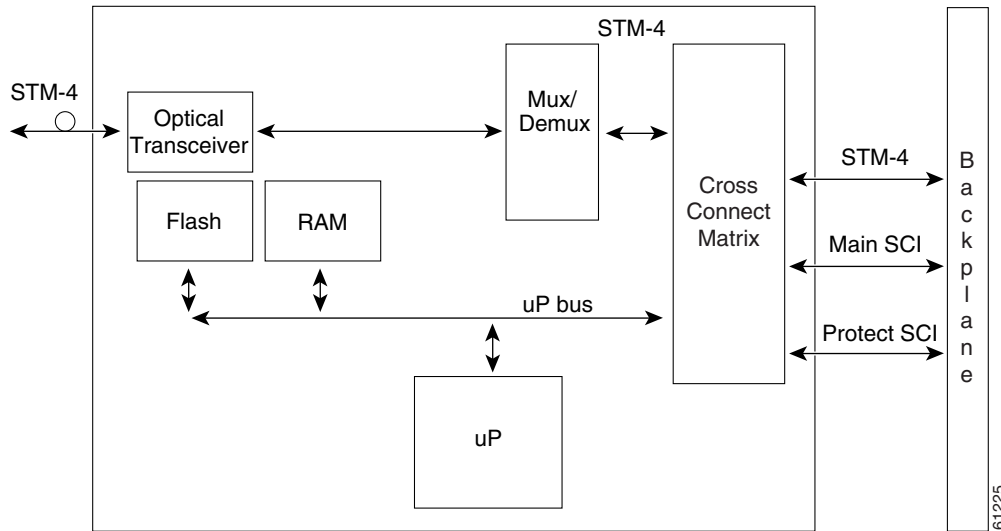 STM-4
STM-4
Optical
Transceiver
Mux/
Demux
Flash
RAM
Cross
Connect
Matrix
STM-4
Main SCI
Protect SCI
uP bus
uP
Backplane
61225